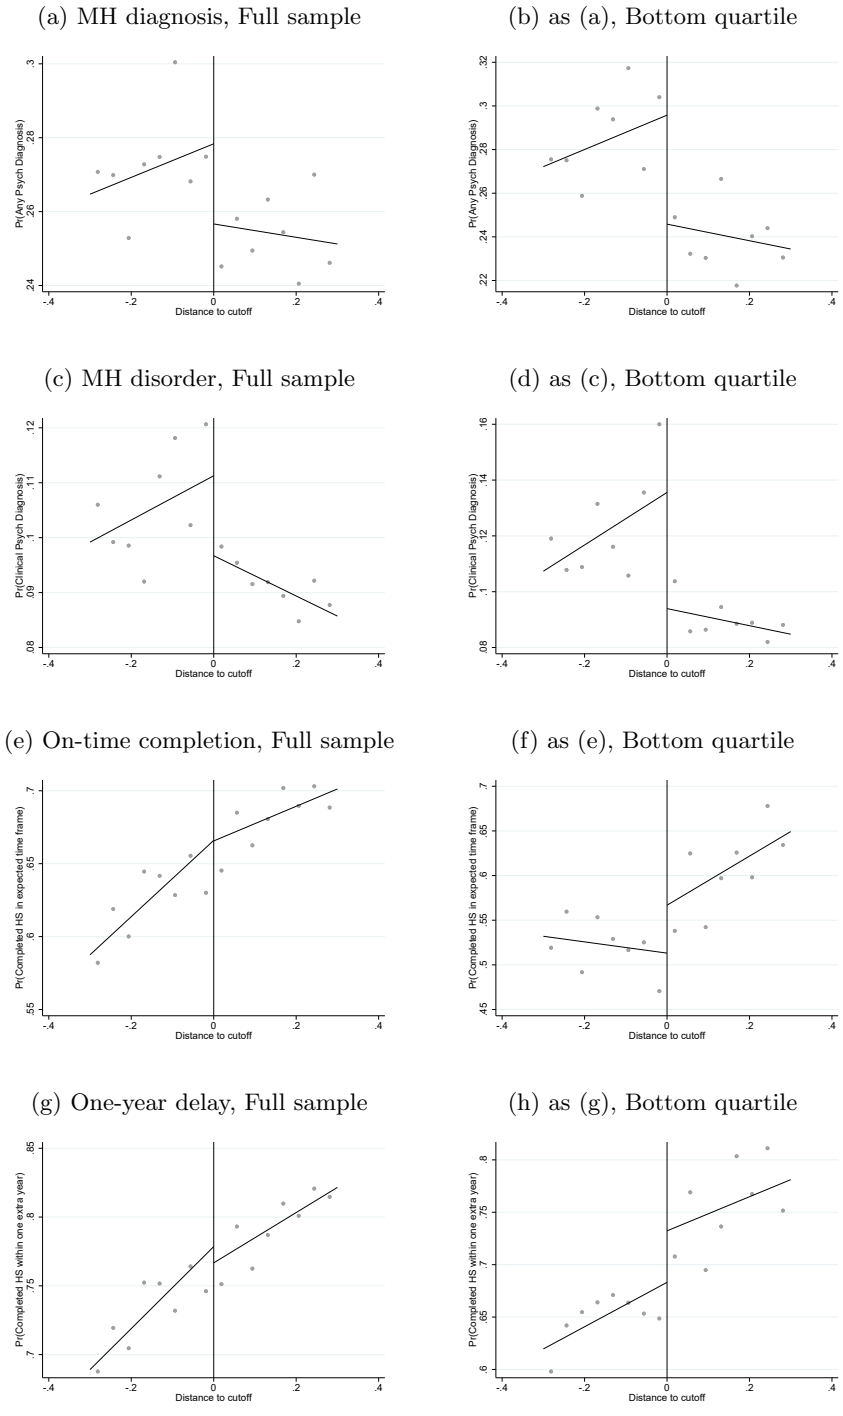 (a) MH diagnosis, Full sample
Pr(Any Psych Diagnosis)
.3
.28
.26
.24
-.4 -.2 0 .2 .4
Distance to cutoff
(b) as (a), Bottom quartile
Pr(Any Psych Diagnosis)
.32
.3
.28
.26
.24
.22
-.4 -.2 0 .2 .4
Distance to cutoff
(c) MH disorder, Full sample
Pr(Clinical Psych Diagnosis)
.12
.11
.1
.09
.08
-.4 -.2 0 .2 .4
Distance to cutoff
(d) as (c), Bottom quartile
Pr(Clinical Psych Diagnosis)
.16
.14
.12
.1
.08
-.4 -.2 0 .2 .4
Distance to cutoff
(e) On-time completion, Full sample
Pr(Completed HS in expected time frame)
.7
.65
.6
.55
-.4 -.2 0 .2 .4
Distance to cutoff
(f) as (e), Bottom quartile
Pr(Completed HS in expected time frame)
.7
.65
.6
.55
.5
.45
-.4 -.2 0 .2 .4
Distance to cutoff
(g) One-year delay, Full sample
Pr(Completed HS within one extra year)
.85
.8
.75
.7
-.4 -.2 0 .2 .4
Distance to cutoff
(h) as (g), Bottom quartile
Pr(Completed HS within one extra year)
.8
.75
.7
.65
.6
-.4 -.2 0 .2 .4
Distance to cutoff